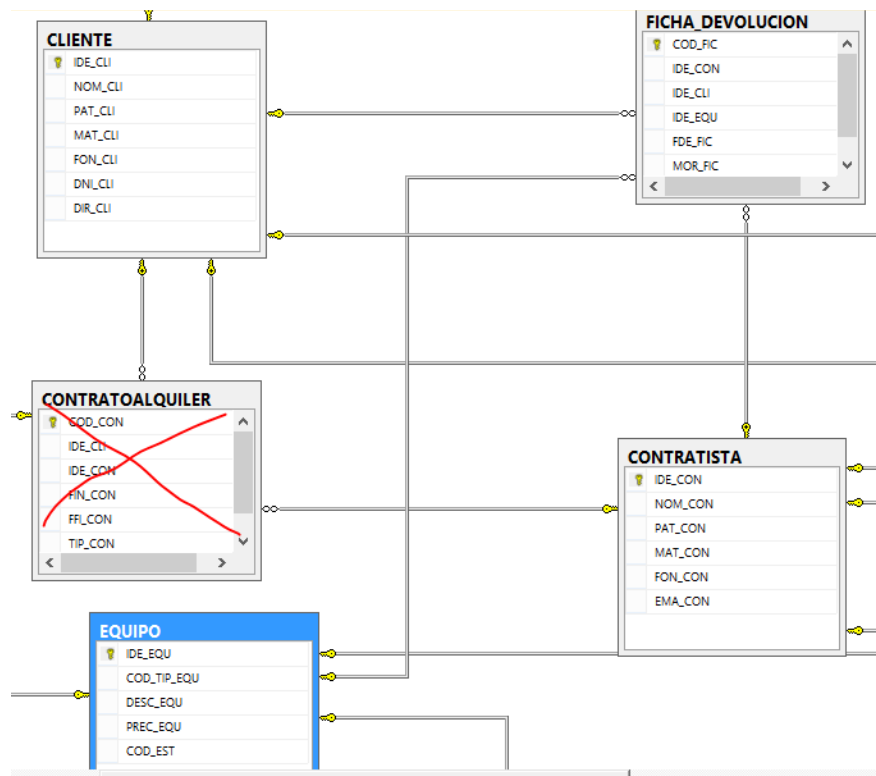 CLIENTE
IDE_CLI
NOM_CLI
PAT_CLI
MAT_CLI
FON_CLI
DNI_CLI
DIR_CLI
FICHA_DEVOLUCION
COD_FIC
IDE_CON
IDE_CLI
IDE_EQU
FDE_FIC
MOR_FIC
CONTRATOALQUILER
COD_CON
IDE_CLI
IDE_CON
FIN_CON
FFI_CON
TIP_CON
CONTRATISTA
IDE_CON
NOM_CON
PAT_CON
MAT_CON
FON_CON
EMA_CON
EQUIPO
IDE_EQU
COD_TIP_EQU
DESC_EQU
PREC_EQU
COD_EST